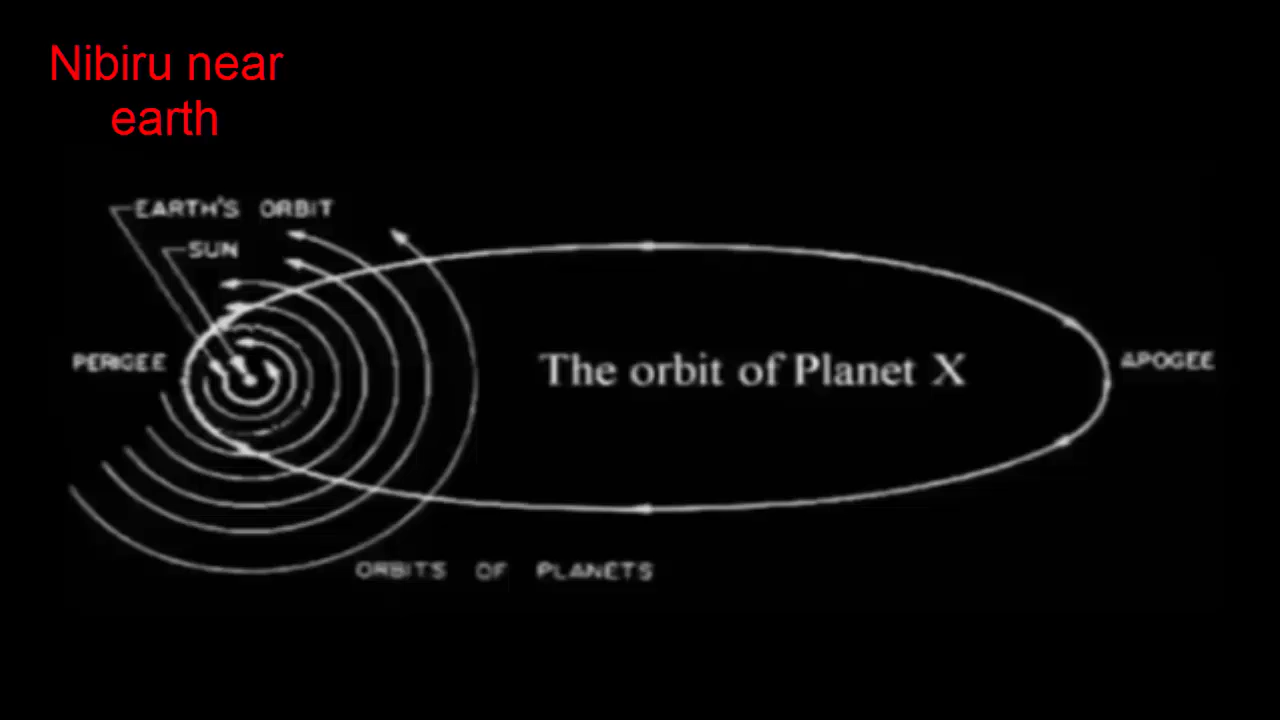 Nibiru near
earth
EARTH'S ORBIT
SUN
PERIGEE
The orbit of Planet X
APOGEE
ORBITS OF PLANETS